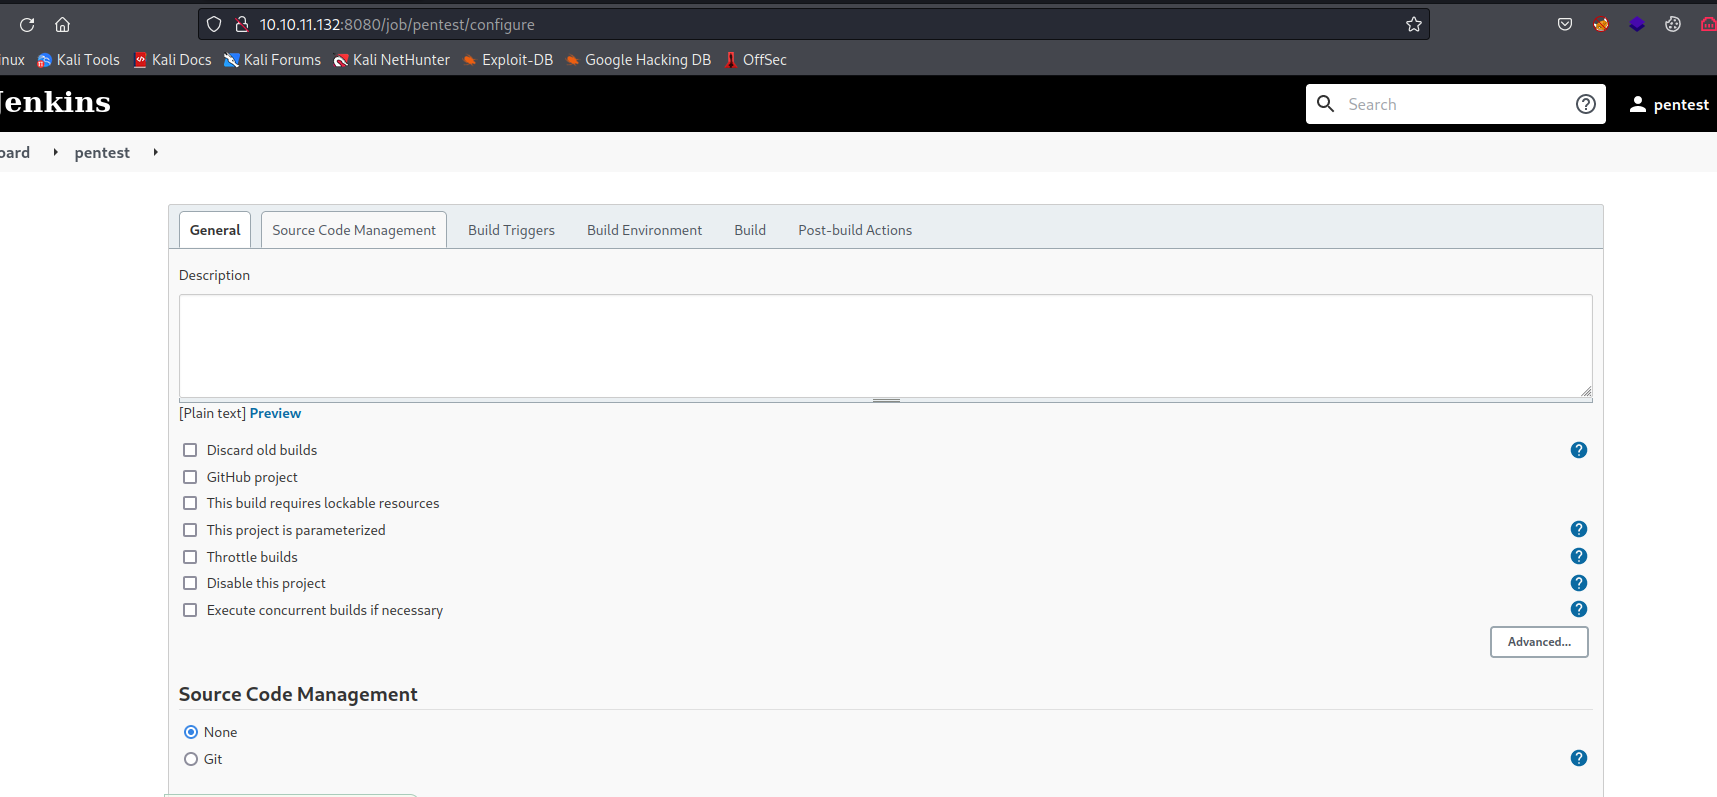 10.10.11.132:8080/job/pentest/configure
inux Kali Tools Kali Docs Kali Forums Kali NetHunter Exploit-DB Google Hacking DB OffSec
Jenkins Search pentest
oard pentest
General Source Code Management Build Triggers Build Environment Build Post-build Actions
Description
[Plain text] Preview
Discard old builds ?
GitHub project
This build requires lockable resources
This project is parameterized ?
Throttle builds ?
Disable this project ?
Execute concurrent builds if necessary ?
Advanced...
Source Code Management
None
Git ?